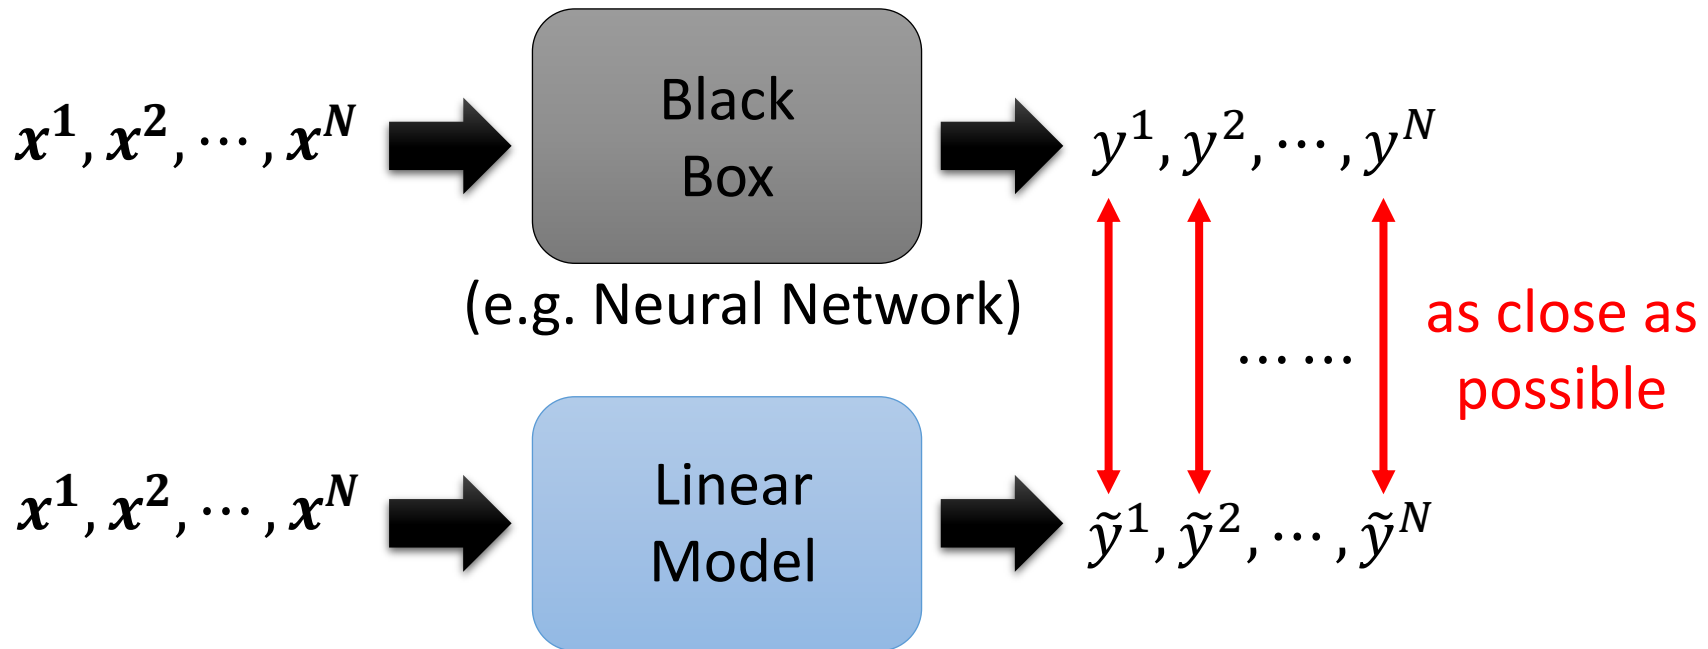 x¹, x², ⋯, xᴺ
Black
Box
y¹, y², ⋯, yᴺ
(e.g. Neural Network)
as close as
possible
⋯⋯
x¹, x², ⋯, xᴺ
Linear
Model
ỹ¹, ỹ², ⋯, ỹᴺ